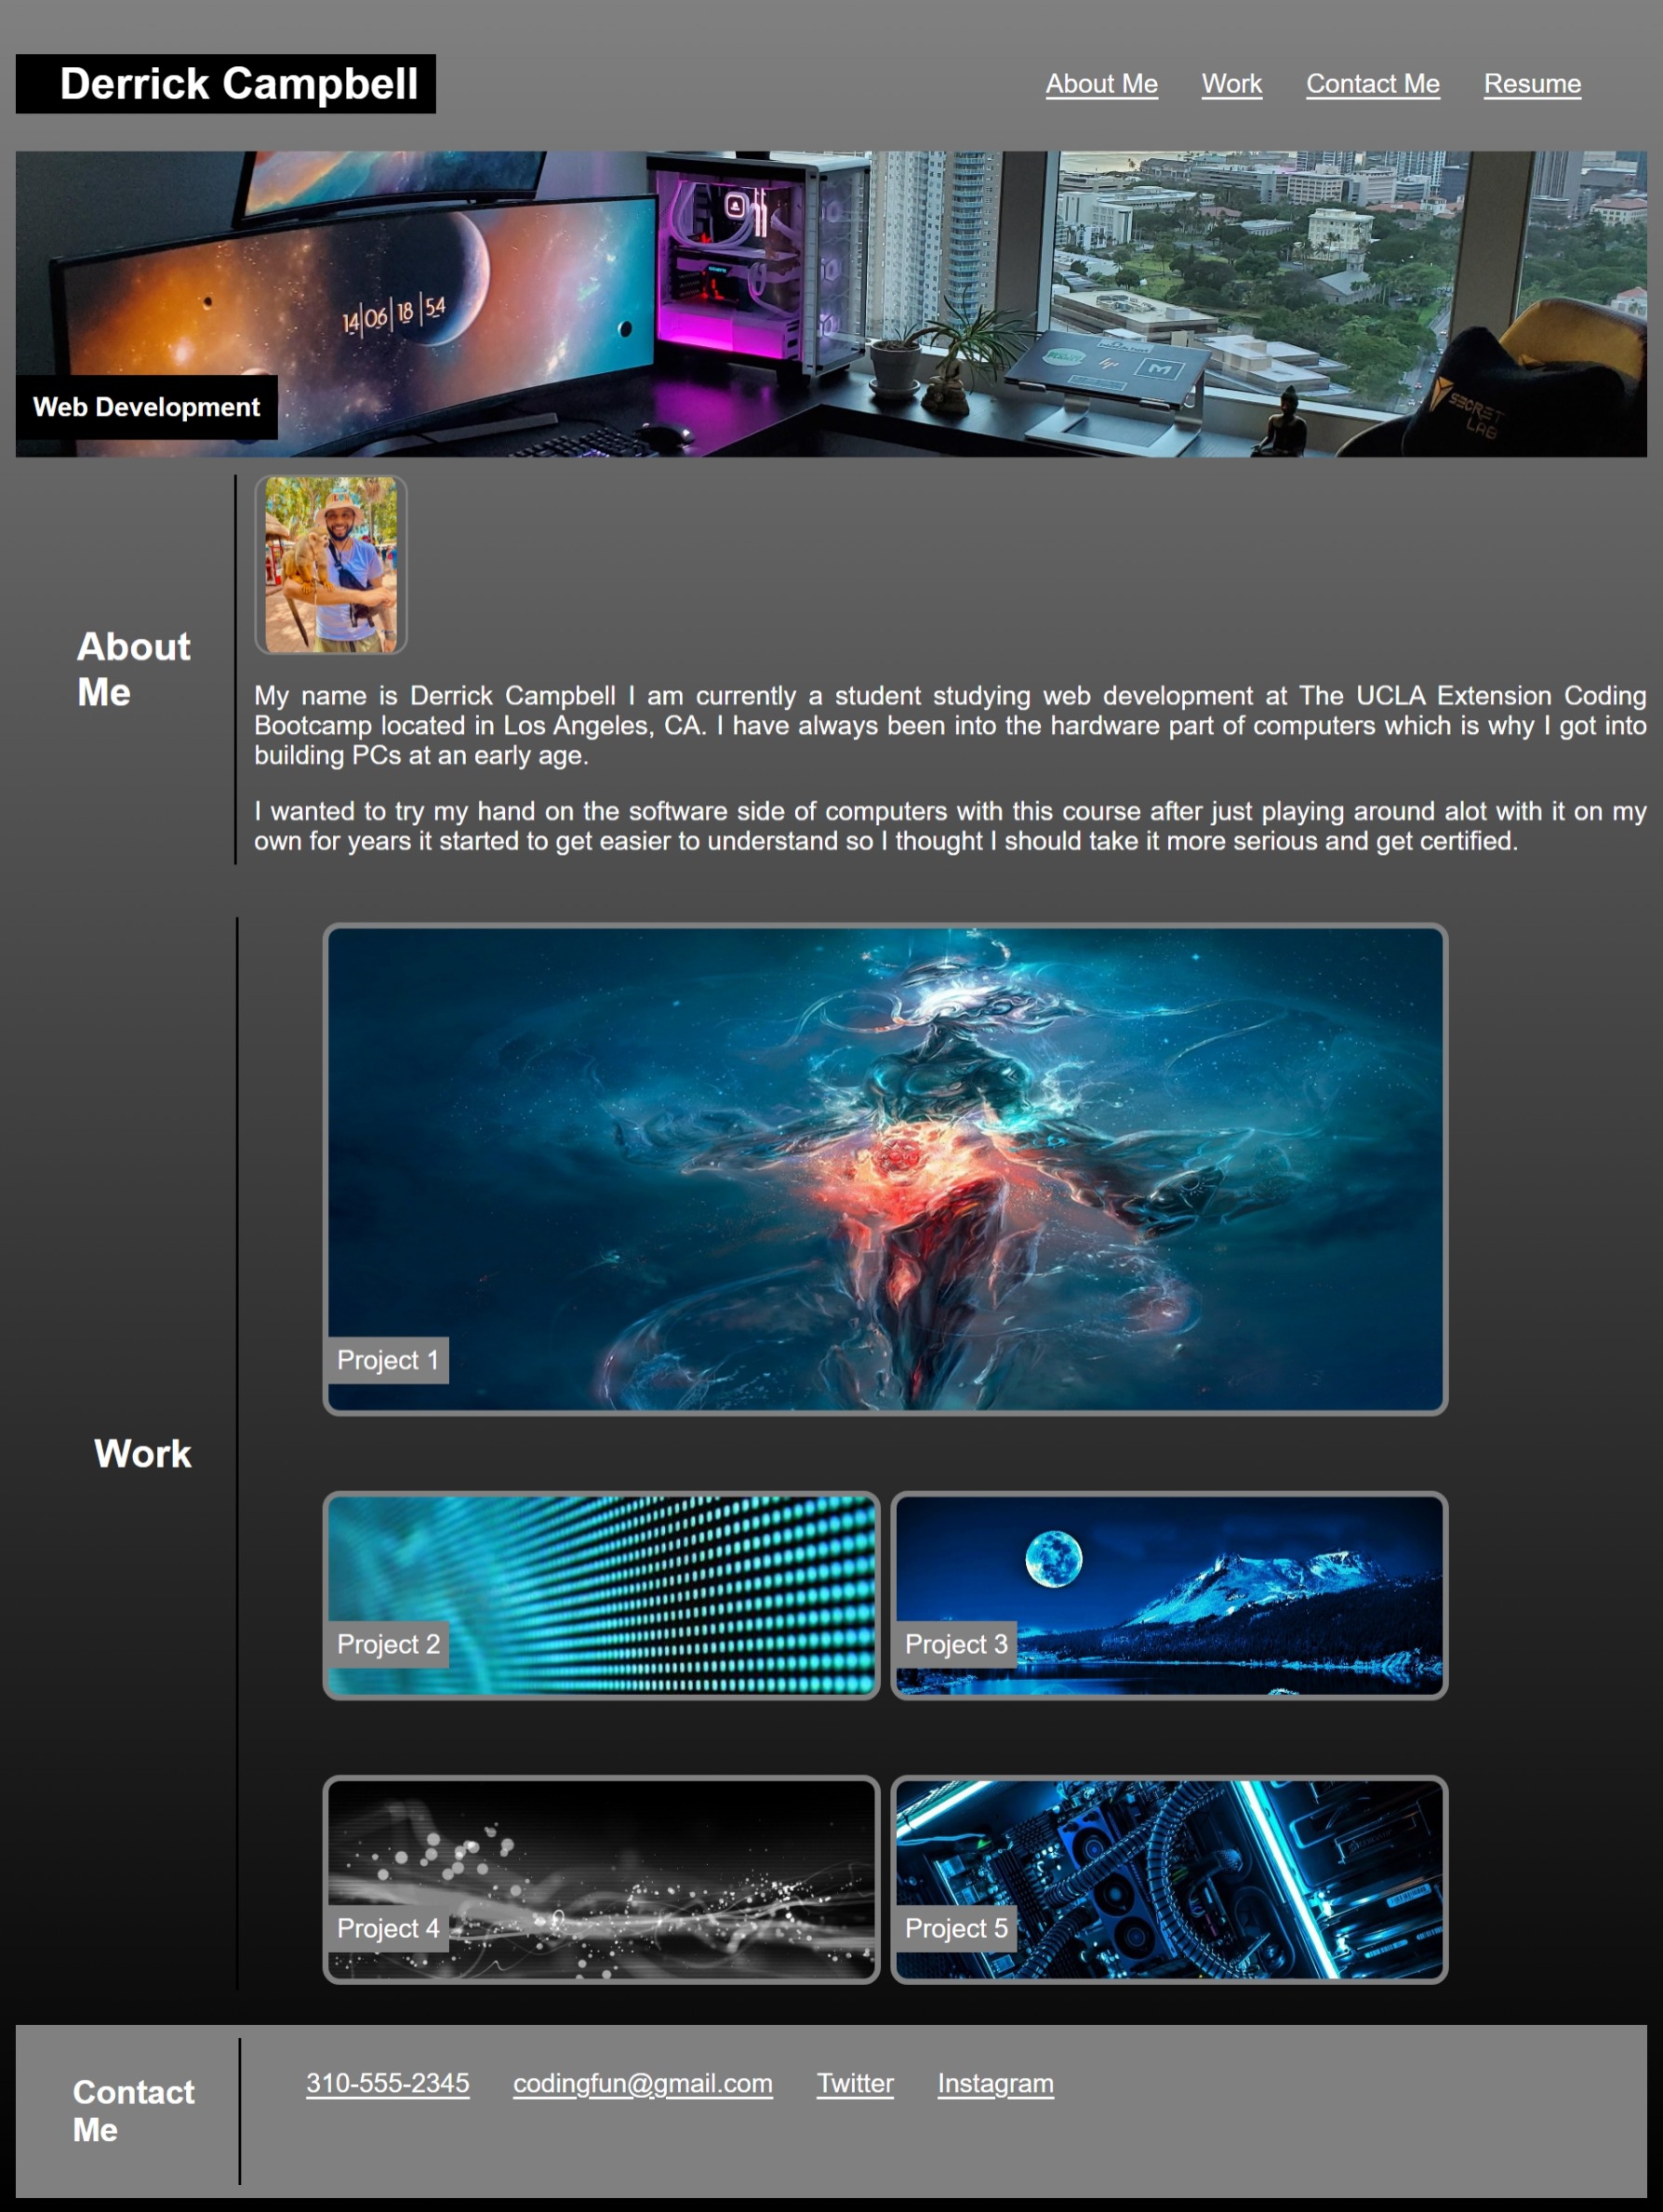 Derrick Campbell
About Me Work Contact Me Resume
14|06|18|54
SECRET
LAB
Web Development
About
Me
My name is Derrick Campbell I am currently a student studying web development at The UCLA Extension Coding
Bootcamp located in Los Angeles, CA. I have always been into the hardware part of computers which is why I got into
building PCs at an early age.
I wanted to try my hand on the software side of computers with this course after just playing around alot with it on my
own for years it started to get easier to understand so I thought I should take it more serious and get certified.
Work
Project 1
Project 2
Project 3
Project 4
Project 5
Contact
Me
310-555-2345 codingfun@gmail.com Twitter Instagram